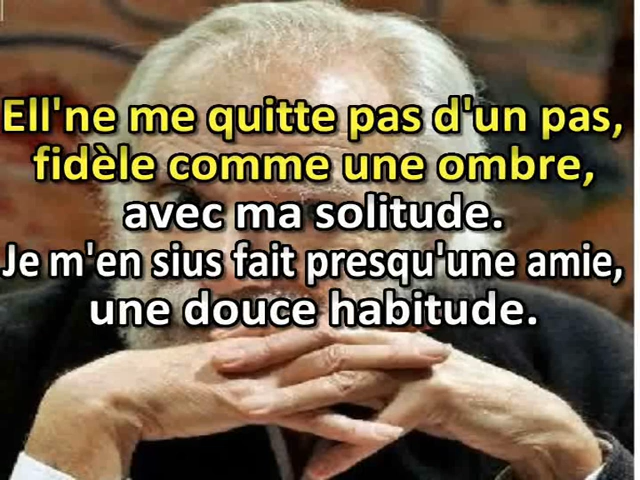 Ell'ne me quitte pas d'un pas,
fidèle comme une ombre,
avec ma solitude.
Je m'en sius fait presqu'une amie,
une douce habitude.